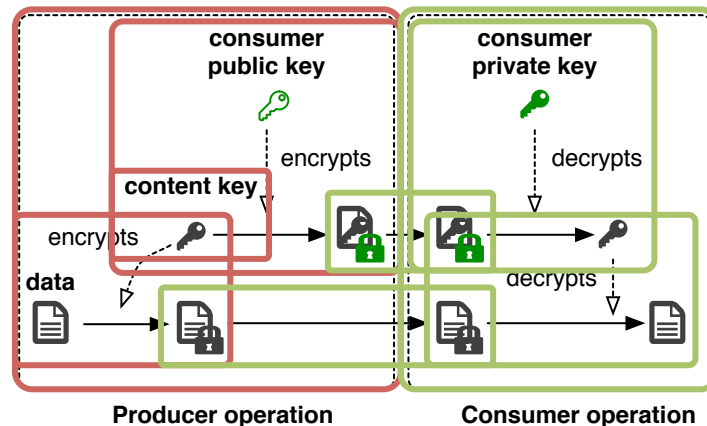 consumer
public key
consumer
private key
encrypts
decrypts
content key
encrypts
decrypts
data
Producer operation
Consumer operation